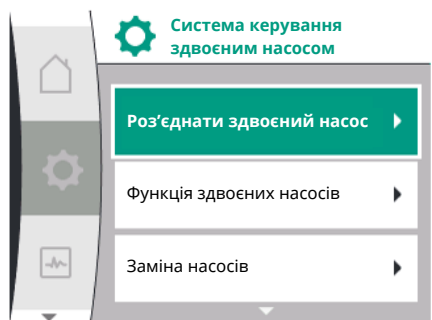 Система керування
здвоєним насосом
Роз’єднати здвоєний насос
Функція здвоєних насосів
Заміна насосів